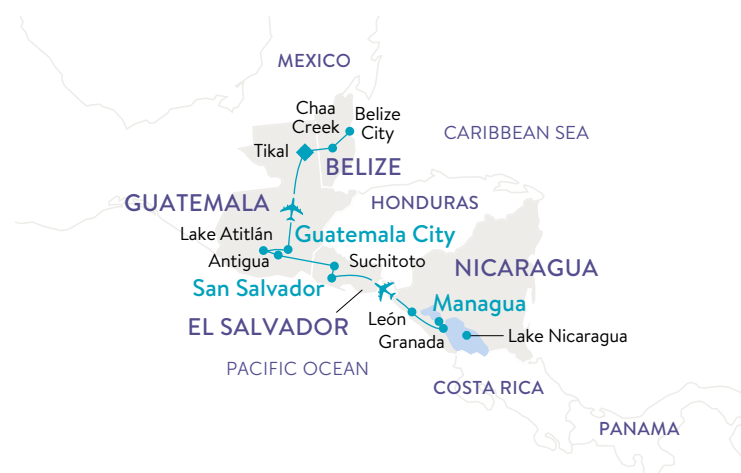 MEXICO
Chaa
Creek
Belize
City
CARIBBEAN SEA
Tikal
BELIZE
GUATEMALA
HONDURAS
Lake Atitlán
Guatemala City
Antigua
Suchitoto
NICARAGUA
San Salvador
Managua
EL SALVADOR
León
Granada
Lake Nicaragua
PACIFIC OCEAN
COSTA RICA
PANAMA